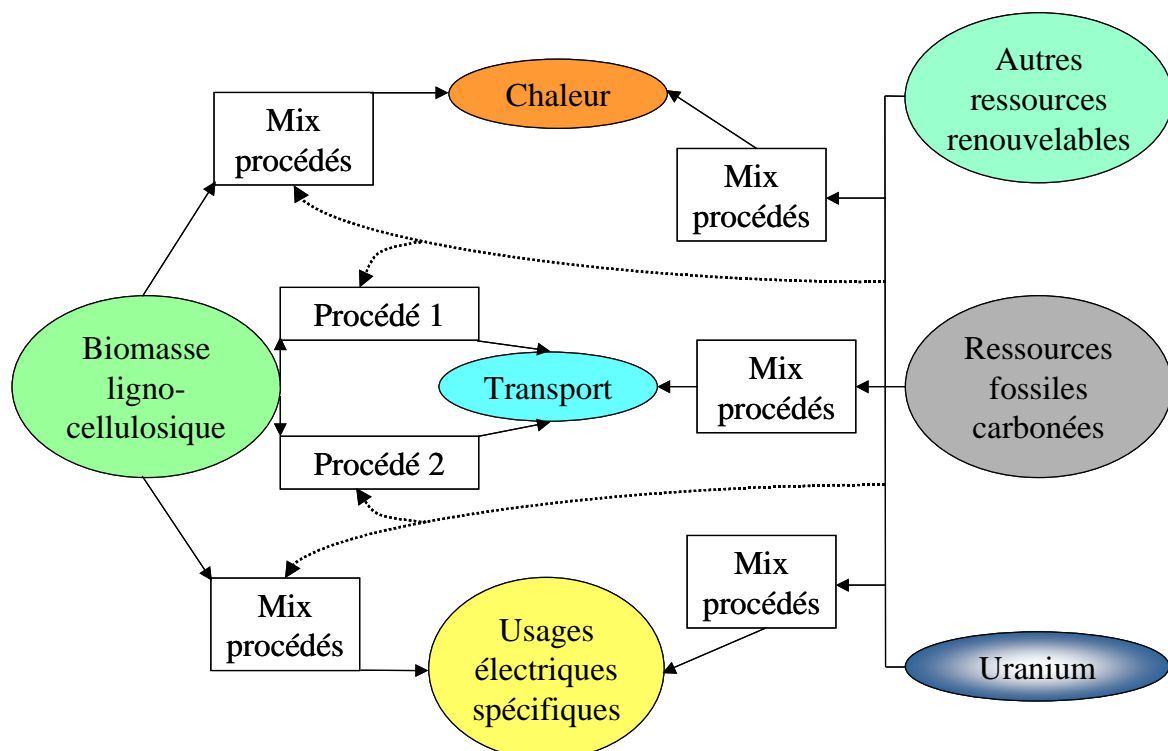 Mix
procédés
Chaleur
Autres
ressources
renouvelables
Mix
procédés
Procédé 1
Biomasse
ligno-
cellulosique
Transport
Mix
procédés
Ressources
fossiles
carbonées
Procédé 2
Mix
procédés
Usages
électriques
spécifiques
Mix
procédés
Uranium